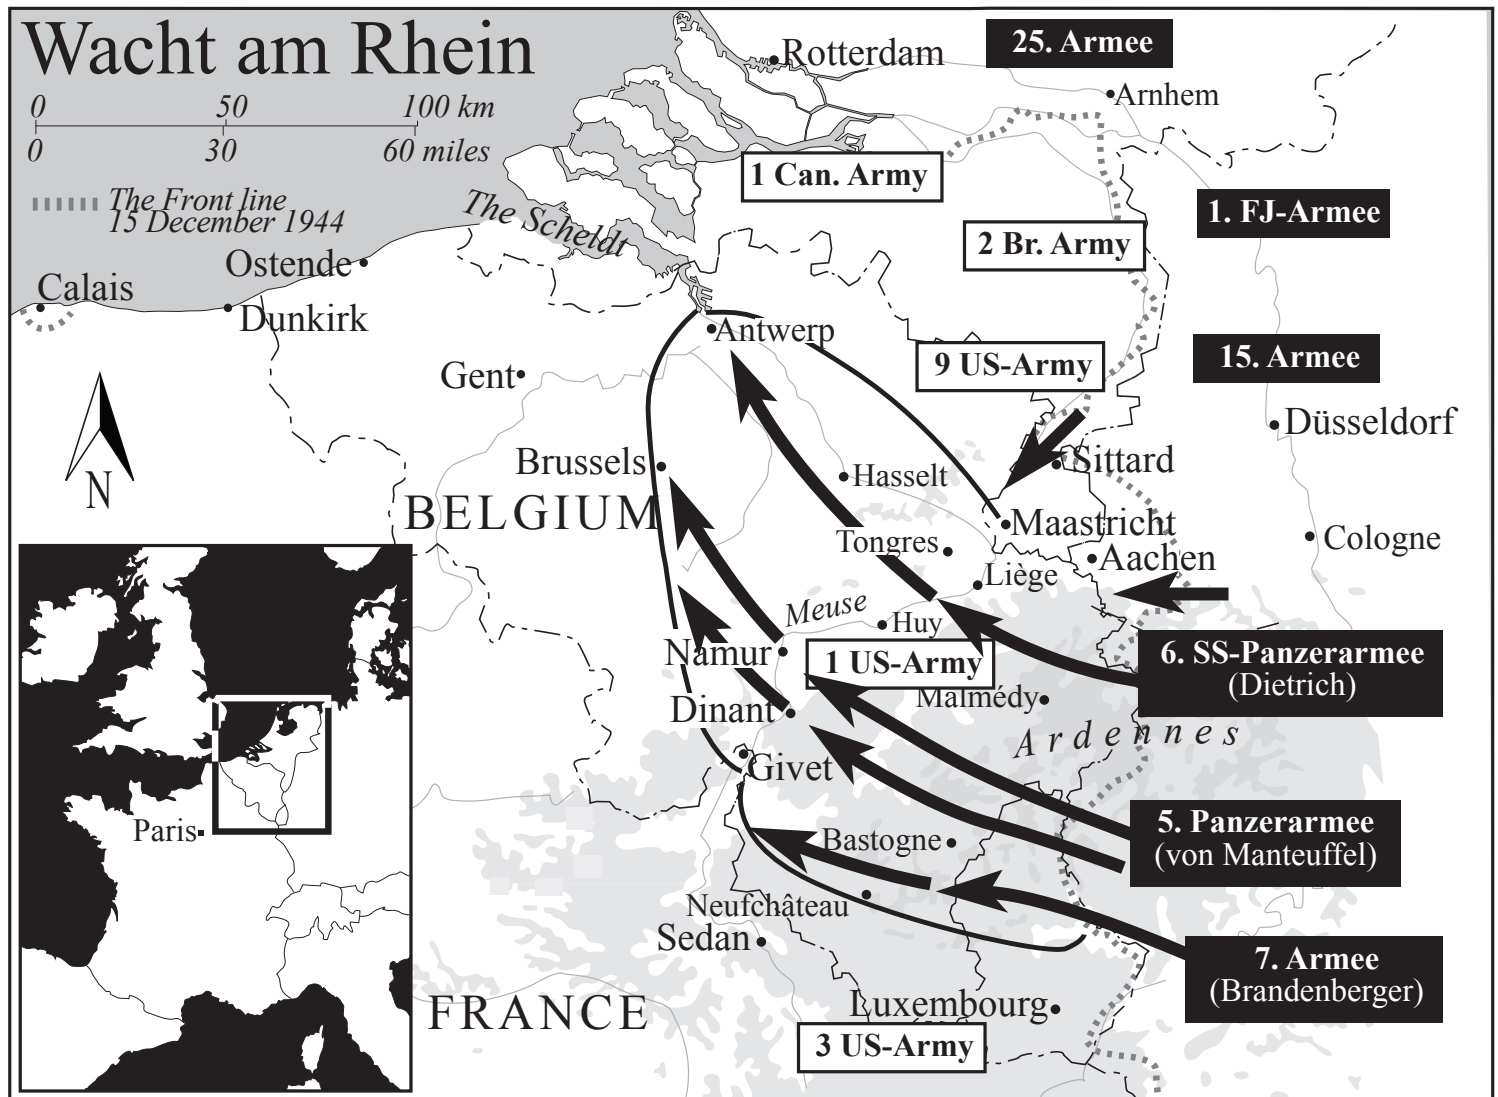 Wacht am Rhein
0 50 100 km
0 30 60 miles
The Front line
15 December 1944
Rotterdam
25. Armee
Arnhem
1 Can. Army
The Scheldt
1. FJ-Armee
2 Br. Army
Ostende
Calais
Dunkirk
Antwerp
15. Armee
9 US-Army
Gent
Düsseldorf
N
Brussels
Hasselt
Sittard
BELGIUM
Maastricht
Tongres
Cologne
Aachen
Liège
Meuse
Huy
Namur
1 US-Army
6. SS-Panzerarmee
(Dietrich)
Malmédy
Dinant
Ardennes
Givet
Paris
Bastogne
5. Panzerarmee
(von Manteuffel)
Neufchâteau
Sedan
7. Armee
(Brandenberger)
FRANCE
Luxembourg
3 US-Army